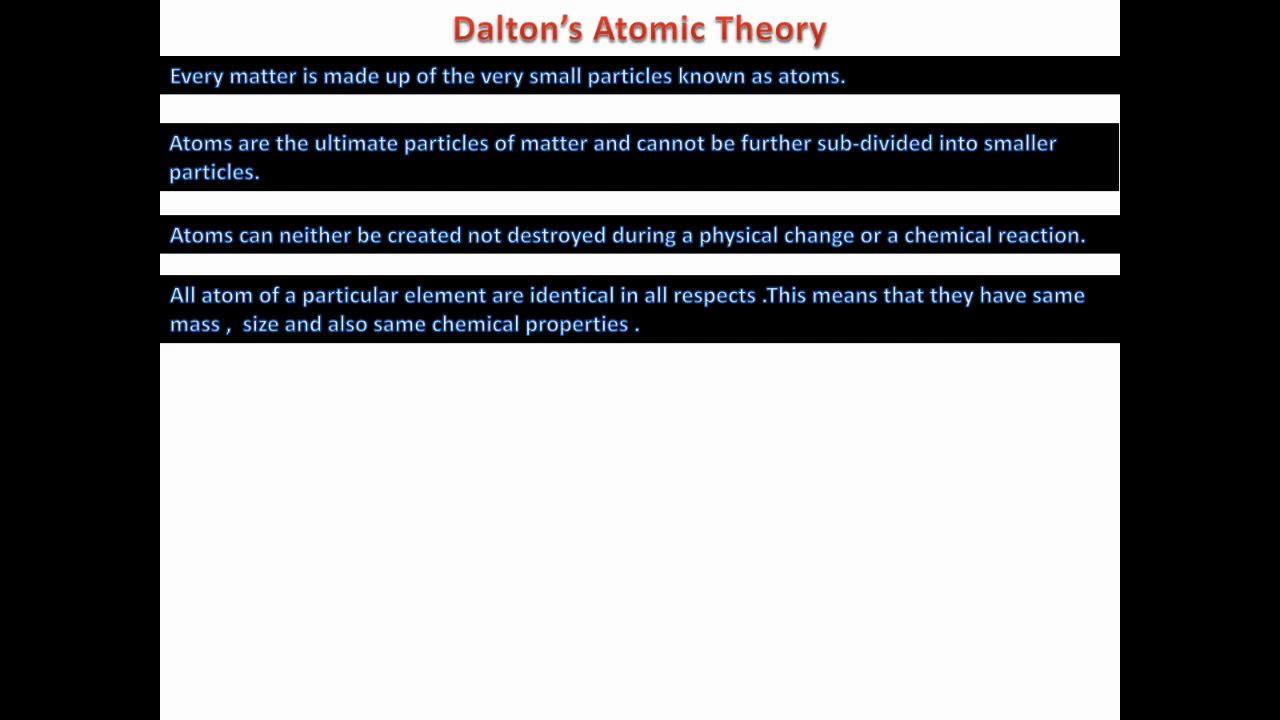 Dalton's Atomic Theory
Every matter is made up of the very small particles known as atoms.
Atoms are the ultimate particles of matter and cannot be further sub-divided into smaller
particles.
Atoms can neither be created not destroyed during a physical change or a chemical reaction.
All atom of a particular element are identical in all respects .This means that they have same
mass ,  size and also same chemical properties .